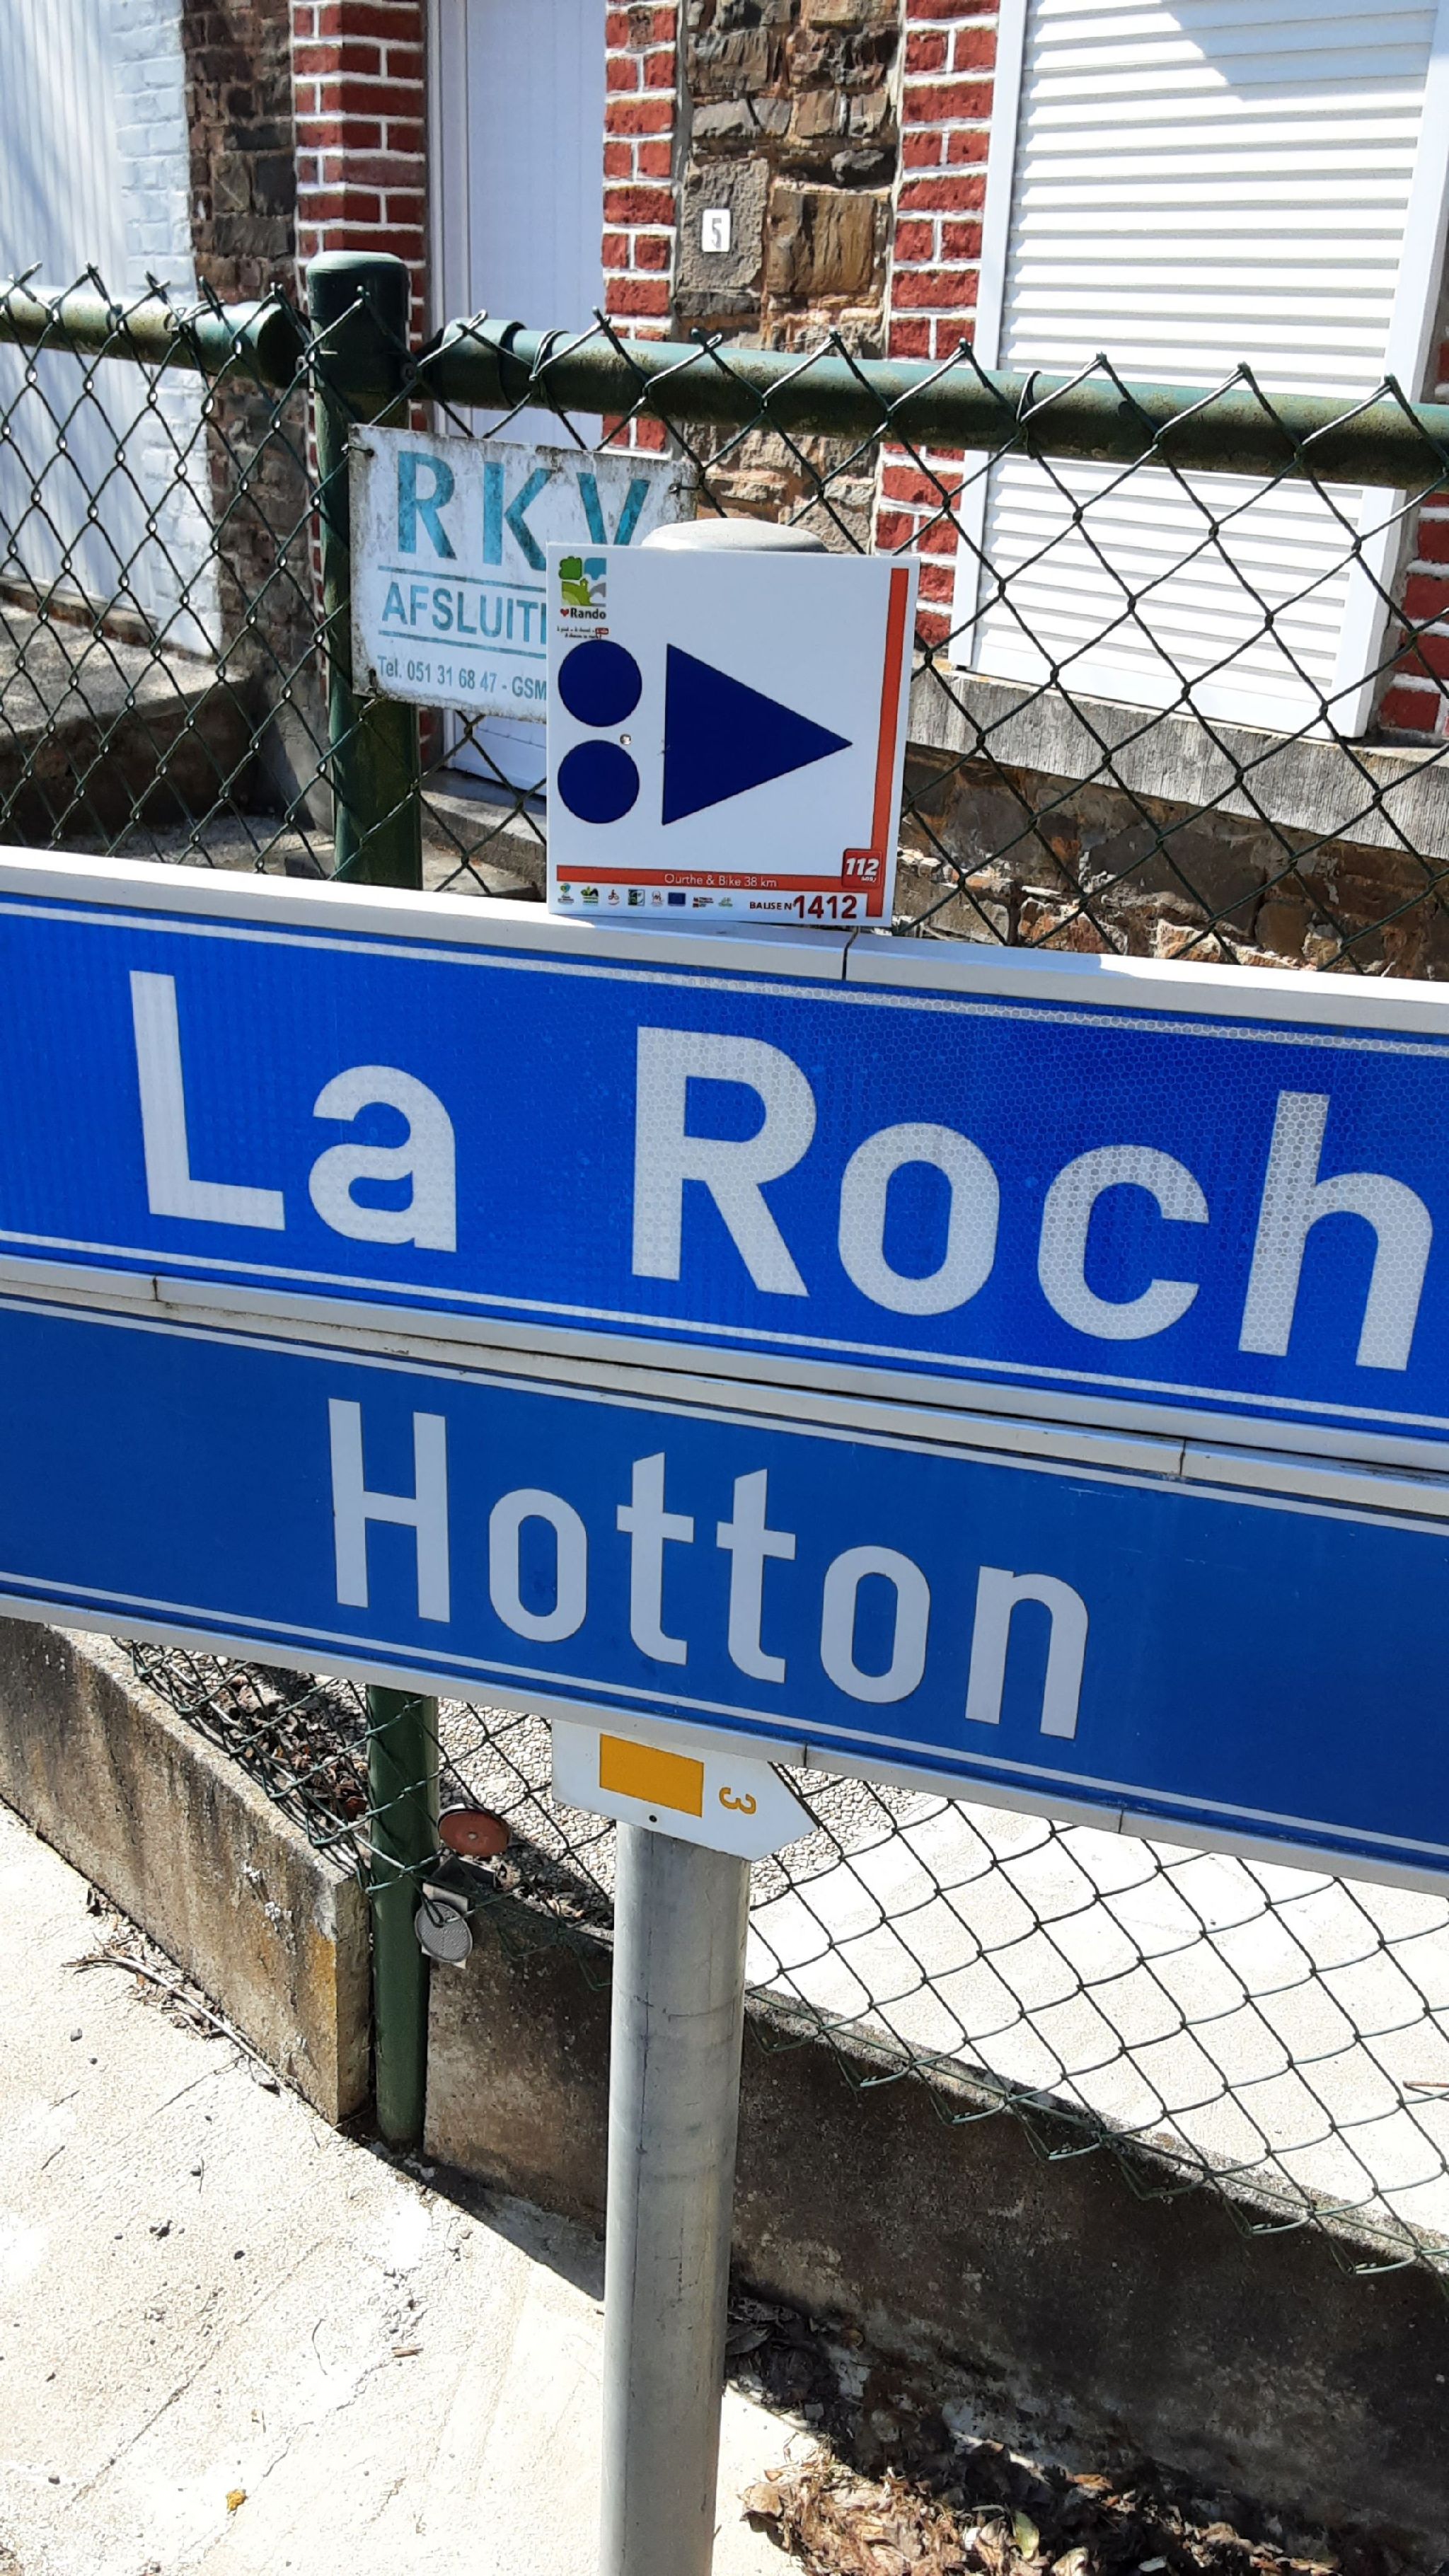 5
RKV
AFSLUITI
Tel. 051 31 68 47 - GSM
Rando
112
Ourthe & Bike 38 km
BALISE N° 1412
La Roch
Hotton
3